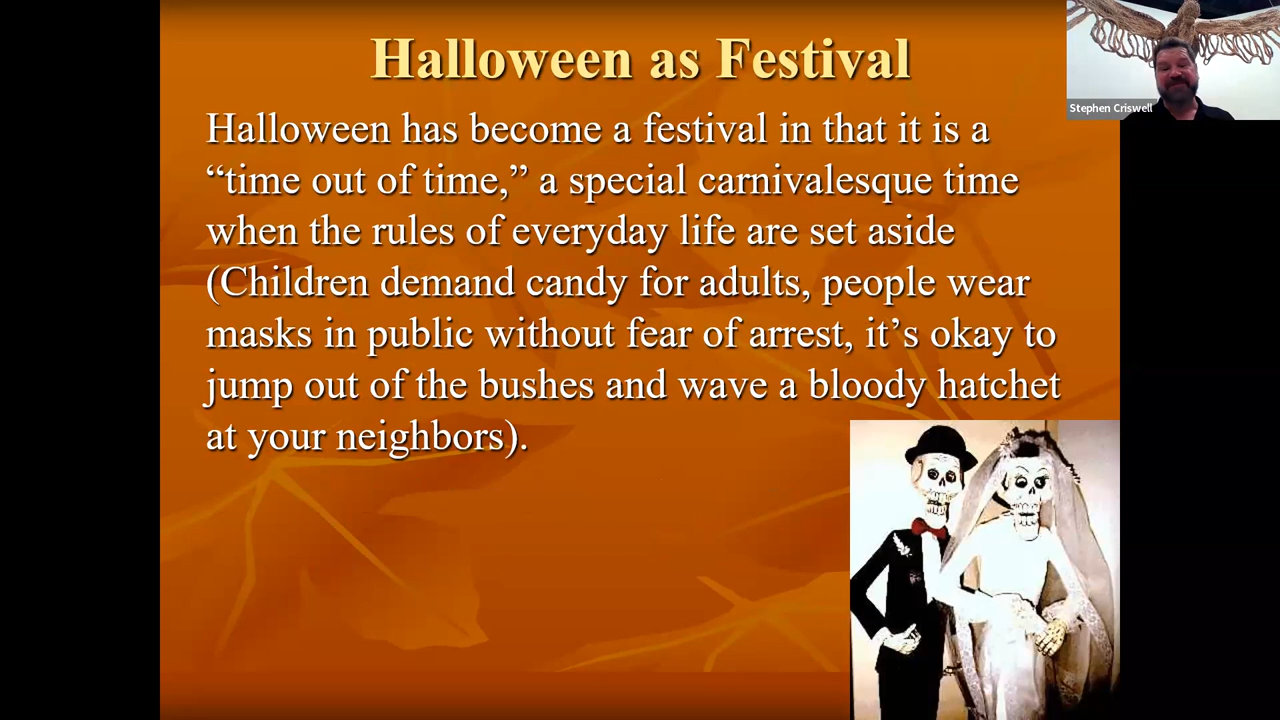 Halloween as Festival
Stephen Criswell
Halloween has become a festival in that it is a
“time out of time,” a special carnivalesque time
when the rules of everyday life are set aside
(Children demand candy for adults, people wear
masks in public without fear of arrest, it’s okay to
jump out of the bushes and wave a bloody hatchet
at your neighbors).